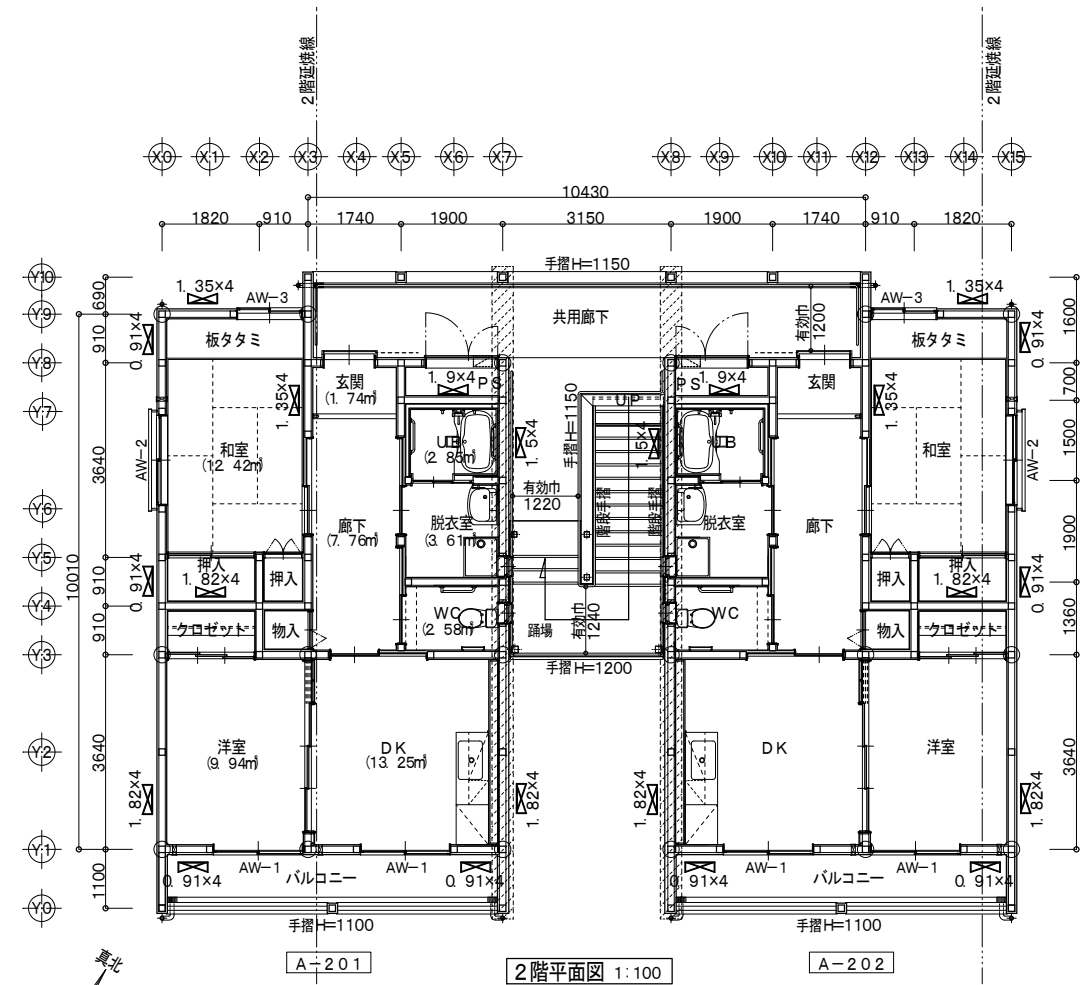 2階延焼線
2階延焼線
X0 X1 X2 X3 X4 X5 X6 X7 X8 X9 X10 X11 X12 X13 X14 X15
10430
1820 910 1740 1900 3150 1900 1740 910 1820
手摺H=1150
Y10
Y9
Y8
Y7
Y6
Y5
Y4
Y3
Y2
Y1
Y0
690
910
3640
910
910
3640
1100
10010
1600
700
1500
1900
1360
3640
1.35×4
AW-3
AW-3
1.35×4
共用廊下
有効巾
1200
0.91×4
板タタミ
板タタミ
0.91×4
玄関
(1.74㎡)
1.9×4
PS
PS
1.9×4
玄関
1.35×4
手摺H=1150
UP
1.35×4
AW-2
和室
(12.42㎡)
UB
(2.85㎡)
1.5×4
1.5×4
UB
和室
AW-2
有効巾
1220
階段手摺
階段手摺
廊下
(7.76㎡)
脱衣室
(3.61㎡)
脱衣室
廊下
0.91×4
押入
1.82×4
押入
押入
押入
1.82×4
0.91×4
クロゼット
物入
WC
(2.58㎡)
踊場
有効巾
1240
WC
物入
クロゼット
手摺H=1200
洋室
(9.94㎡)
DK
(13.25㎡)
DK
洋室
1.82×4
1.82×4
1.82×4
1.82×4
0.91×4
AW-1
バルコニー
AW-1
0.91×4
0.91×4
AW-1
バルコニー
AW-1
0.91×4
手摺H=1100
手摺H=1100
真北
A-201
2階平面図 1:100
A-202